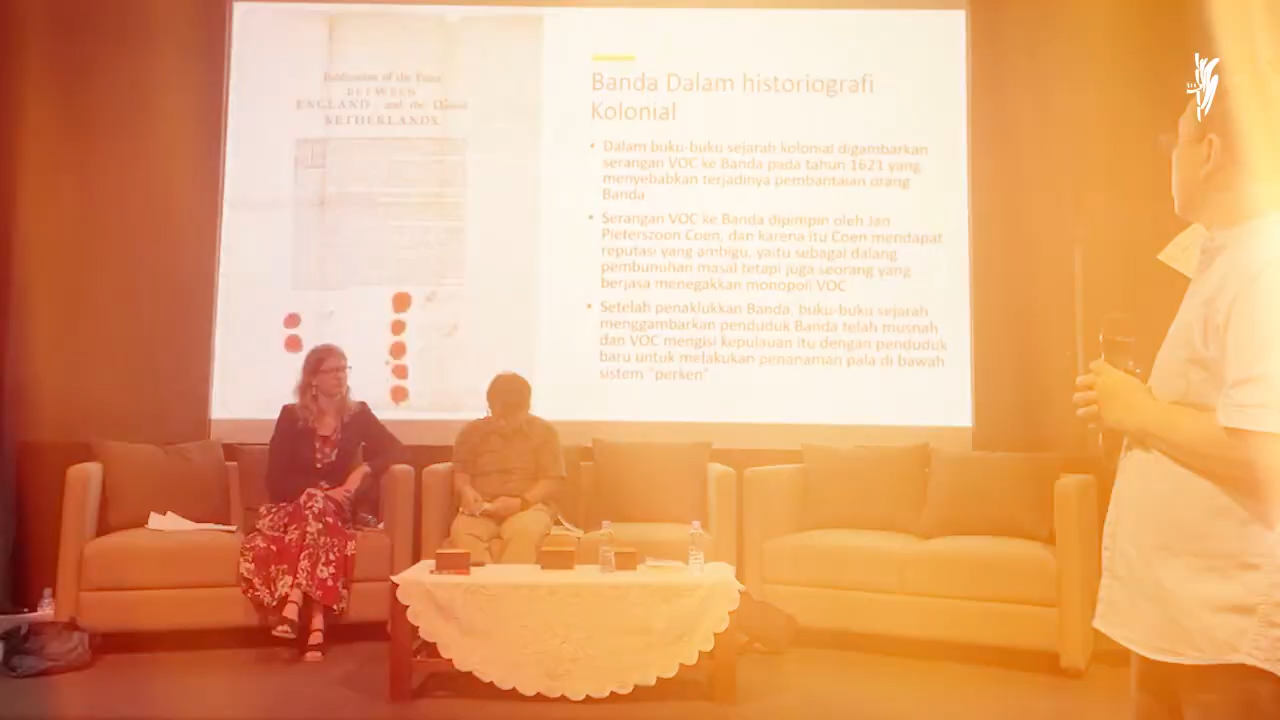 Publication of the Peace
BETWEEN
ENGLAND and the United
NETHERLANDS
Banda Dalam historiografi
Kolonial
• Dalam buku-buku sejarah kolonial digambarkan
serangan VOC ke Banda pada tahun 1621 yang
menyebabkan terjadinya pembantaian orang
Banda
• Serangan VOC ke Banda dipimpin oleh Jan
Pieterszoon Coen, dan karena itu Coen mendapat
reputasi yang ambigu, yaitu sebagai dalang
pembunuhan masal tetapi juga seorang yang
berjasa menegakkan monopoli VOC
• Setelah penaklukkan Banda, buku-buku sejarah
menggambarkan penduduk Banda telah musnah
dan VOC mengisi kepulauan itu dengan penduduk
baru untuk melakukan penanaman pala di bawah
sistem "perken"